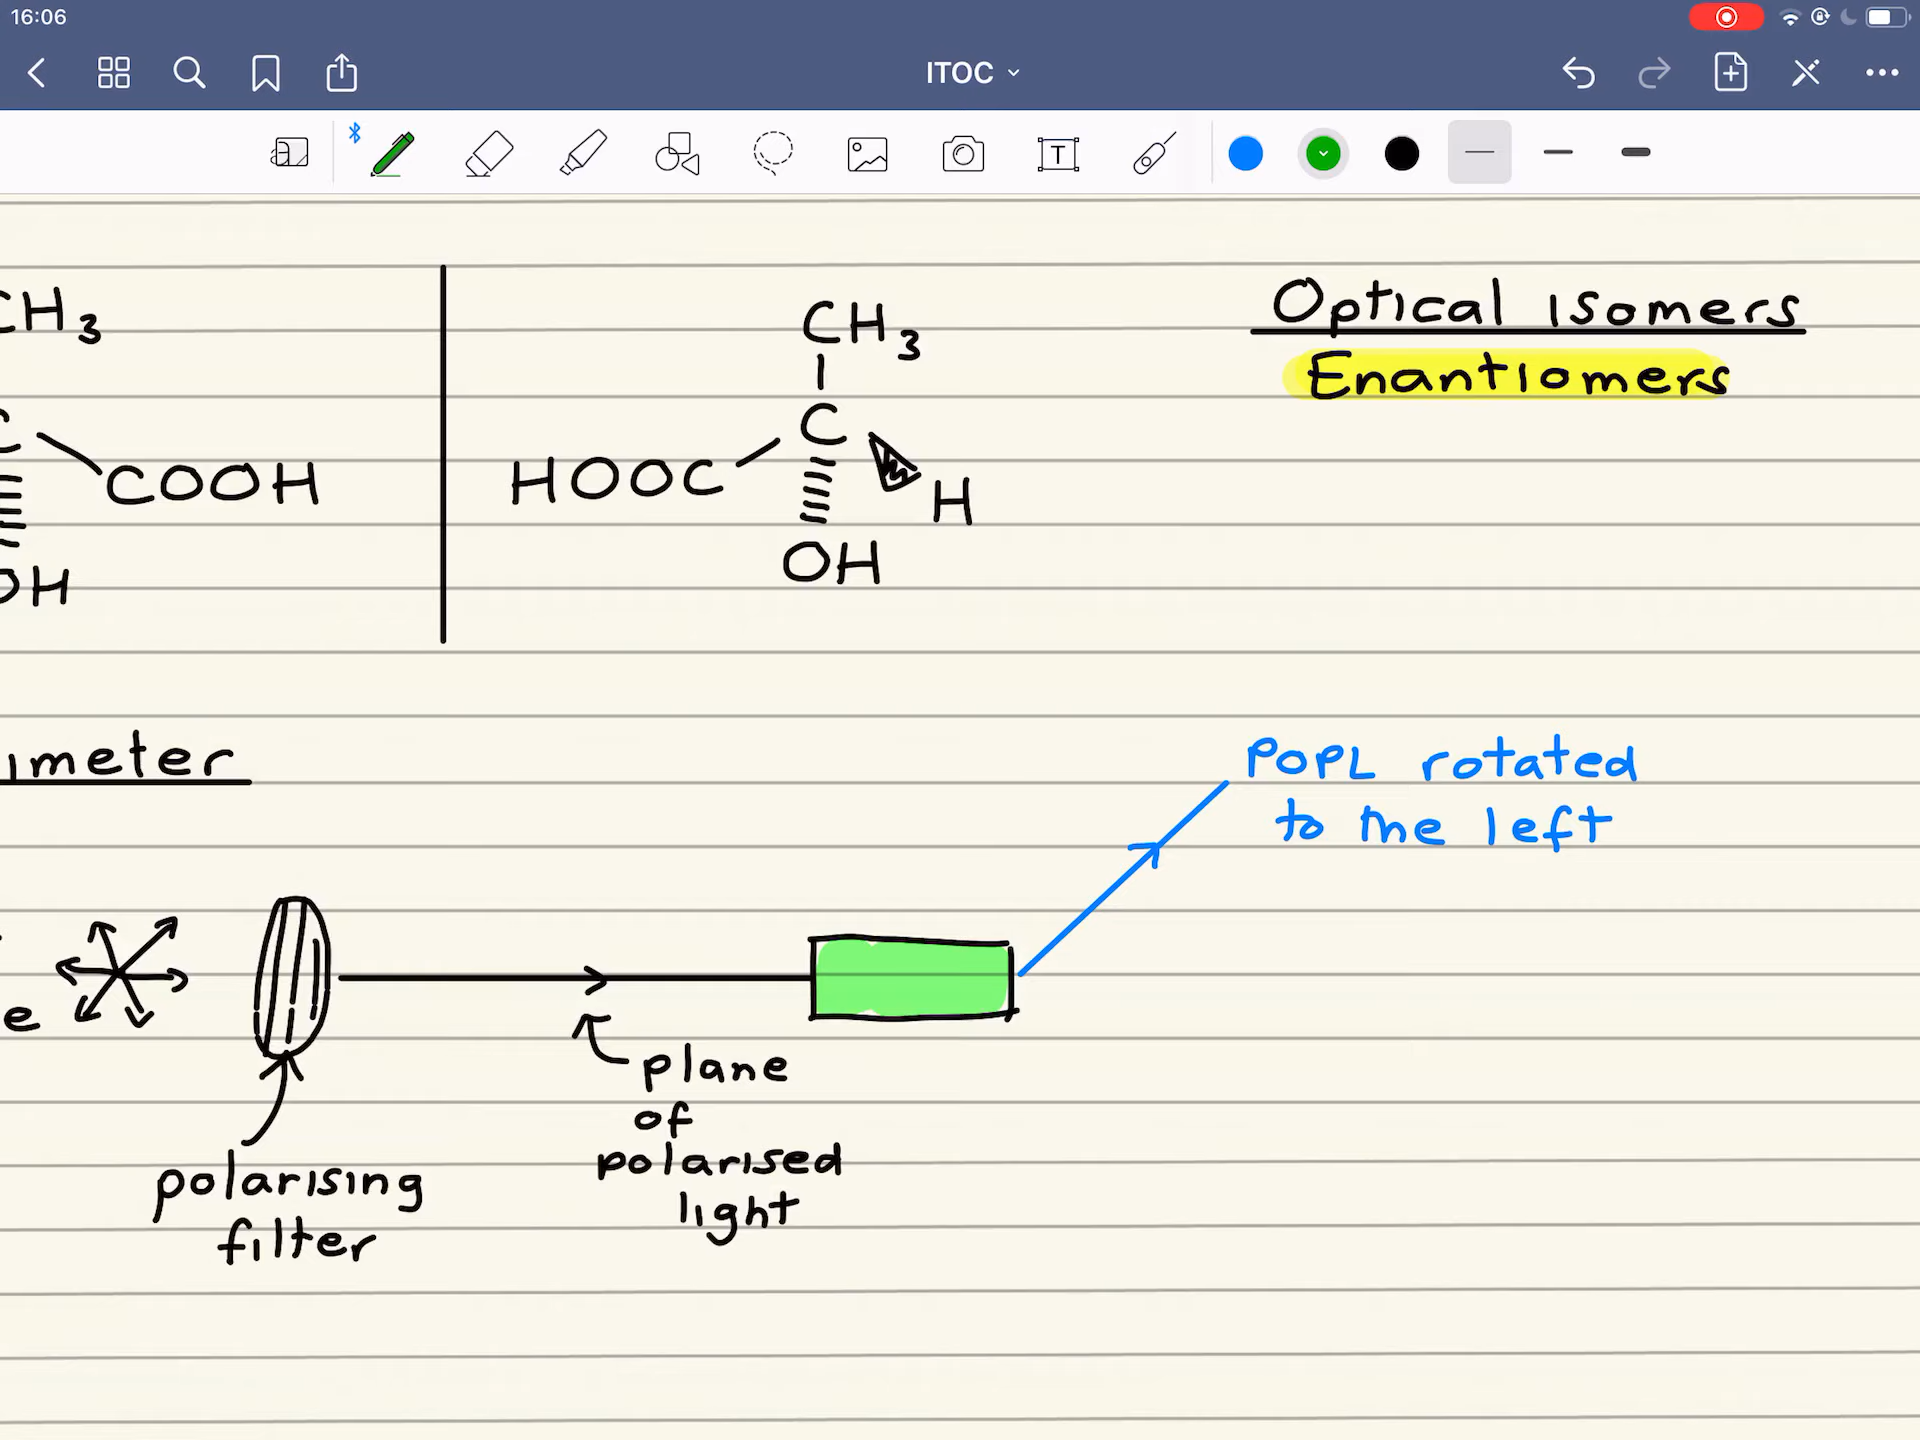 16:06
ITOC
T
CH3
CH3
Optical Isomers
Enantiomers
C
C
COOH
HOOC
H
OH
OH
imeter
POPL rotated
to the left
e
plane
of
polarised
light
polarising
filter